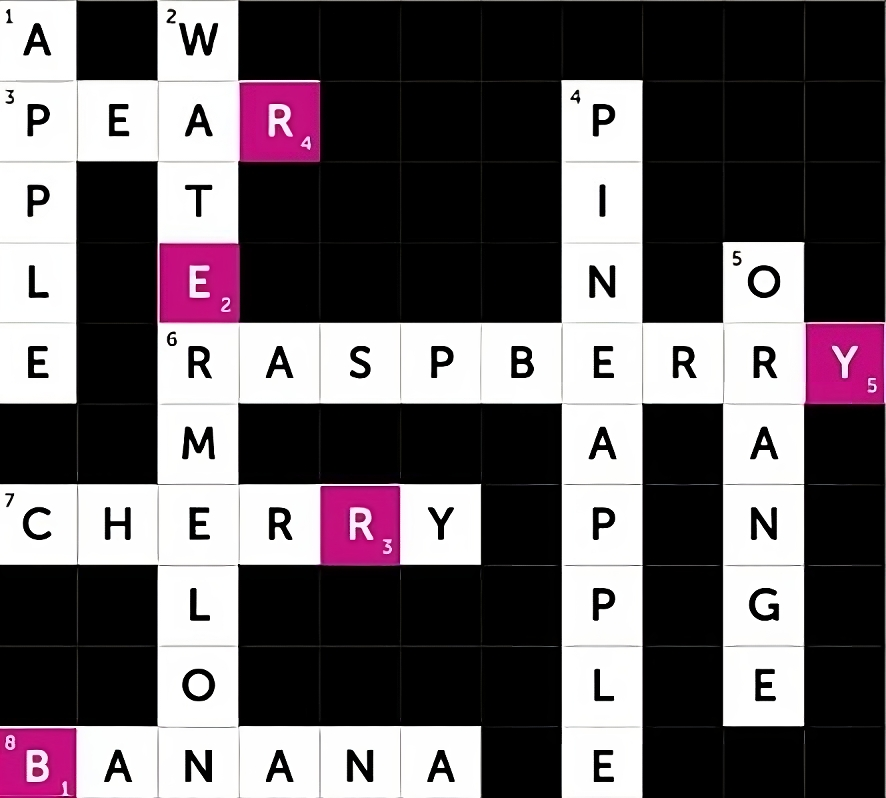 1 A 2 W
3 P E A R 4 4 P
P T I
L E 2 N 5 O
E 6 R A S P B E R R Y 5
M A A
7 C H E R R 3 Y P N
L P G
O L E
8 B 1 A N A N A E